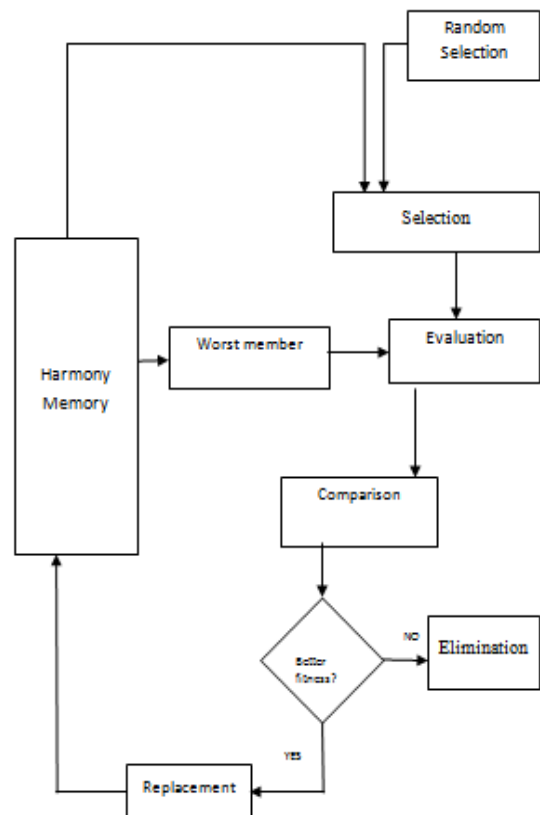 Random
Selection
Selection
Evaluation
Worst member
Harmony
Memory
Comparison
Better
fitness?
NO
Elimination
YES
Replacement